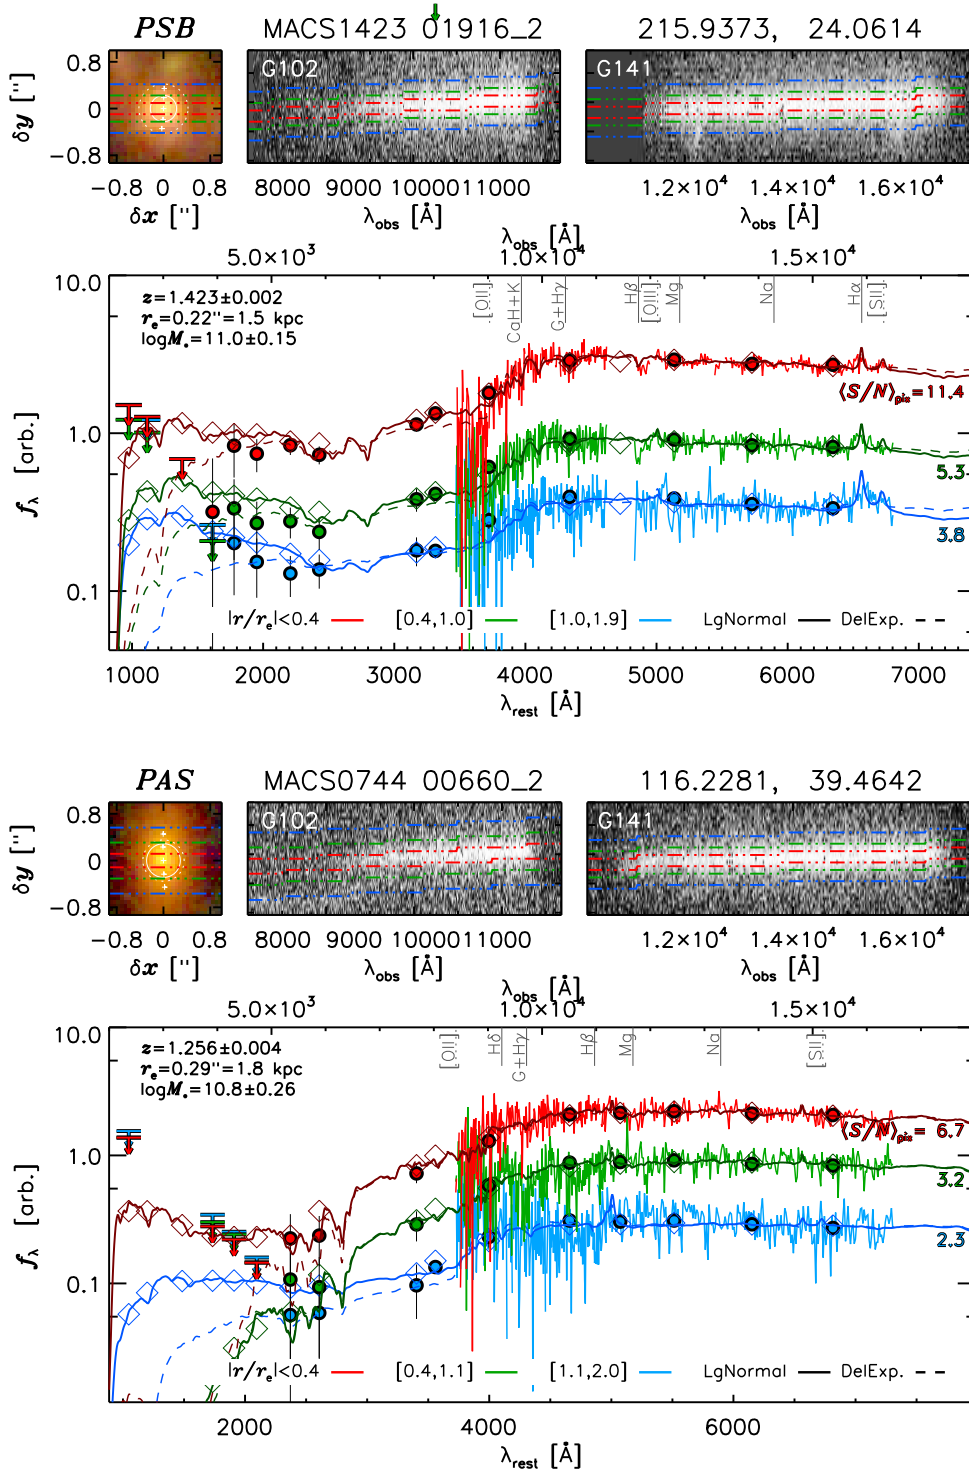 PSB MACS1423 01916_2 215.9373, 24.0614
G102 G141
δy ["]
0.8
0
−0.8
−0.8 0 0.8
8000 9000 10000 11000
1.2×10⁴ 1.4×10⁴ 1.6×10⁴
δx ["] λobs [Å] λobs [Å]
λobs [Å]
5.0×10³ 1.0×10⁴ 1.5×10⁴
10.0
1.0
0.1
fλ [arb.]
z=1.423±0.002
re=0.22"=1.5 kpc
logM*=11.0±0.15
[OII] CaH+K G+Hγ Hβ [OIII] Mg Na Hα [SII]
⟨S/N⟩pix=11.4
5.3
3.8
|r/re|<0.4 [0.4,1.0] [1.0,1.9] LgNormal DelExp.
1000 2000 3000 4000 5000 6000 7000
λrest [Å]
PAS MACS0744 00660_2 116.2281, 39.4642
G102 G141
δy ["]
0.8
0
−0.8
−0.8 0 0.8
8000 9000 10000 11000
1.2×10⁴ 1.4×10⁴ 1.6×10⁴
δx ["] λobs [Å] λobs [Å]
λobs [Å]
5.0×10³ 1.0×10⁴ 1.5×10⁴
10.0
1.0
0.1
fλ [arb.]
z=1.256±0.004
re=0.29"=1.8 kpc
logM*=10.8±0.26
[OII] Hδ G+Hγ Hβ Mg Na [SII]
⟨S/N⟩pix= 6.7
3.2
2.3
|r/re|<0.4 [0.4,1.1] [1.1,2.0] LgNormal DelExp.
2000 4000 6000
λrest [Å]